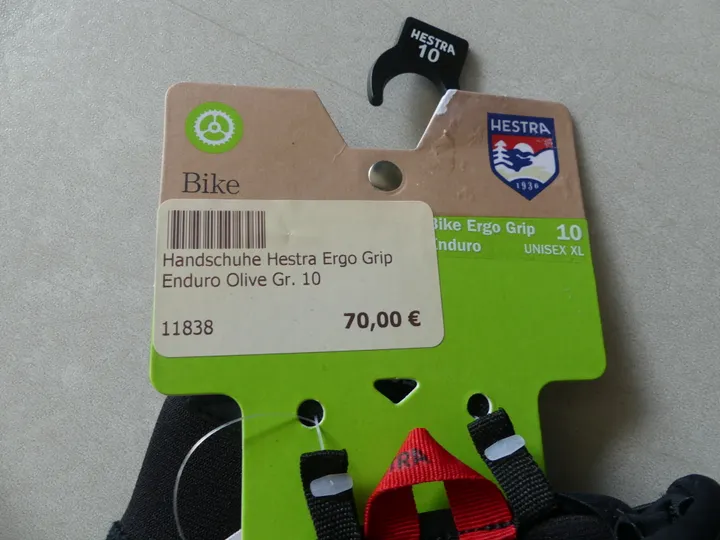 HESTRA
10
HESTRA
1936
Bike
Bike Ergo Grip 10
Enduro UNISEX XL
Handschuhe Hestra Ergo Grip
Enduro Olive Gr. 10
11838 70,00 €